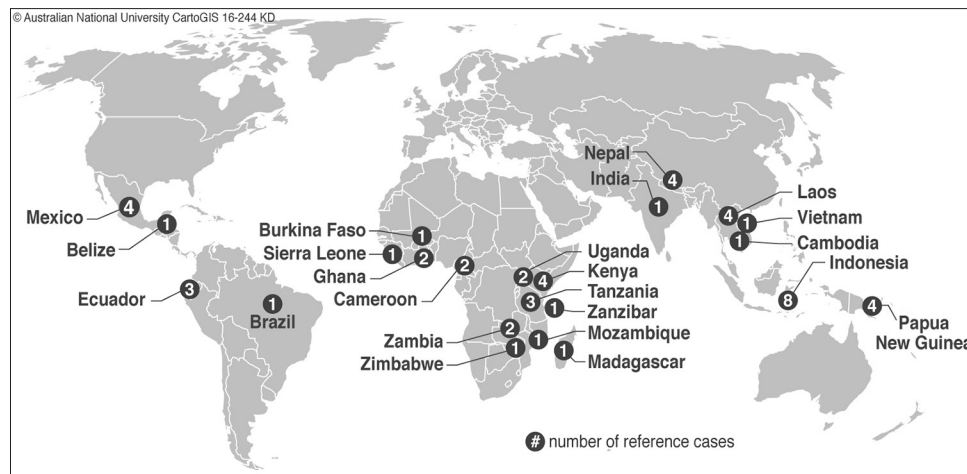 © Australian National University CartoGIS 16-244 KD
Nepal
4
India
1
Laos
4
Mexico
4
Vietnam
1
Belize
1
Cambodia
1
Burkina Faso
1
Sierra Leone
1
Ghana
2
Cameroon
2
Uganda
2
Kenya
4
Tanzania
3
Zanzibar
1
Indonesia
8
Ecuador
3
1
Brazil
Papua
New Guinea
4
Zambia
2
Mozambique
1
Zimbabwe
1
Madagascar
1
# number of reference cases